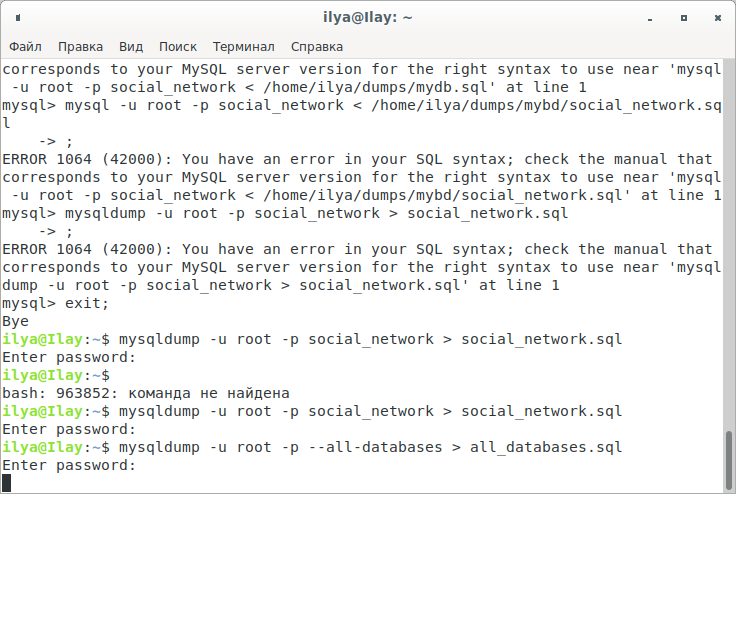 ilya@Ilay: ~
Файл Правка Вид Поиск Терминал Справка
corresponds to your MySQL server version for the right syntax to use near 'mysql
 -u root -p social_network < /home/ilya/dumps/mydb.sql' at line 1
mysql> mysql -u root -p social_network < /home/ilya/dumps/mybd/social_network.sq
l
    -> ;
ERROR 1064 (42000): You have an error in your SQL syntax; check the manual that
corresponds to your MySQL server version for the right syntax to use near 'mysql
 -u root -p social_network < /home/ilya/dumps/mybd/social_network.sql' at line 1
mysql> mysqldump -u root -p social_network > social_network.sql
    -> ;
ERROR 1064 (42000): You have an error in your SQL syntax; check the manual that
corresponds to your MySQL server version for the right syntax to use near 'mysql
dump -u root -p social_network > social_network.sql' at line 1
mysql> exit;
Bye
ilya@Ilay:~$ mysqldump -u root -p social_network > social_network.sql
Enter password:
ilya@Ilay:~$
bash: 963852: команда не найдена
ilya@Ilay:~$ mysqldump -u root -p social_network > social_network.sql
Enter password:
ilya@Ilay:~$ mysqldump -u root -p --all-databases > all_databases.sql
Enter password: